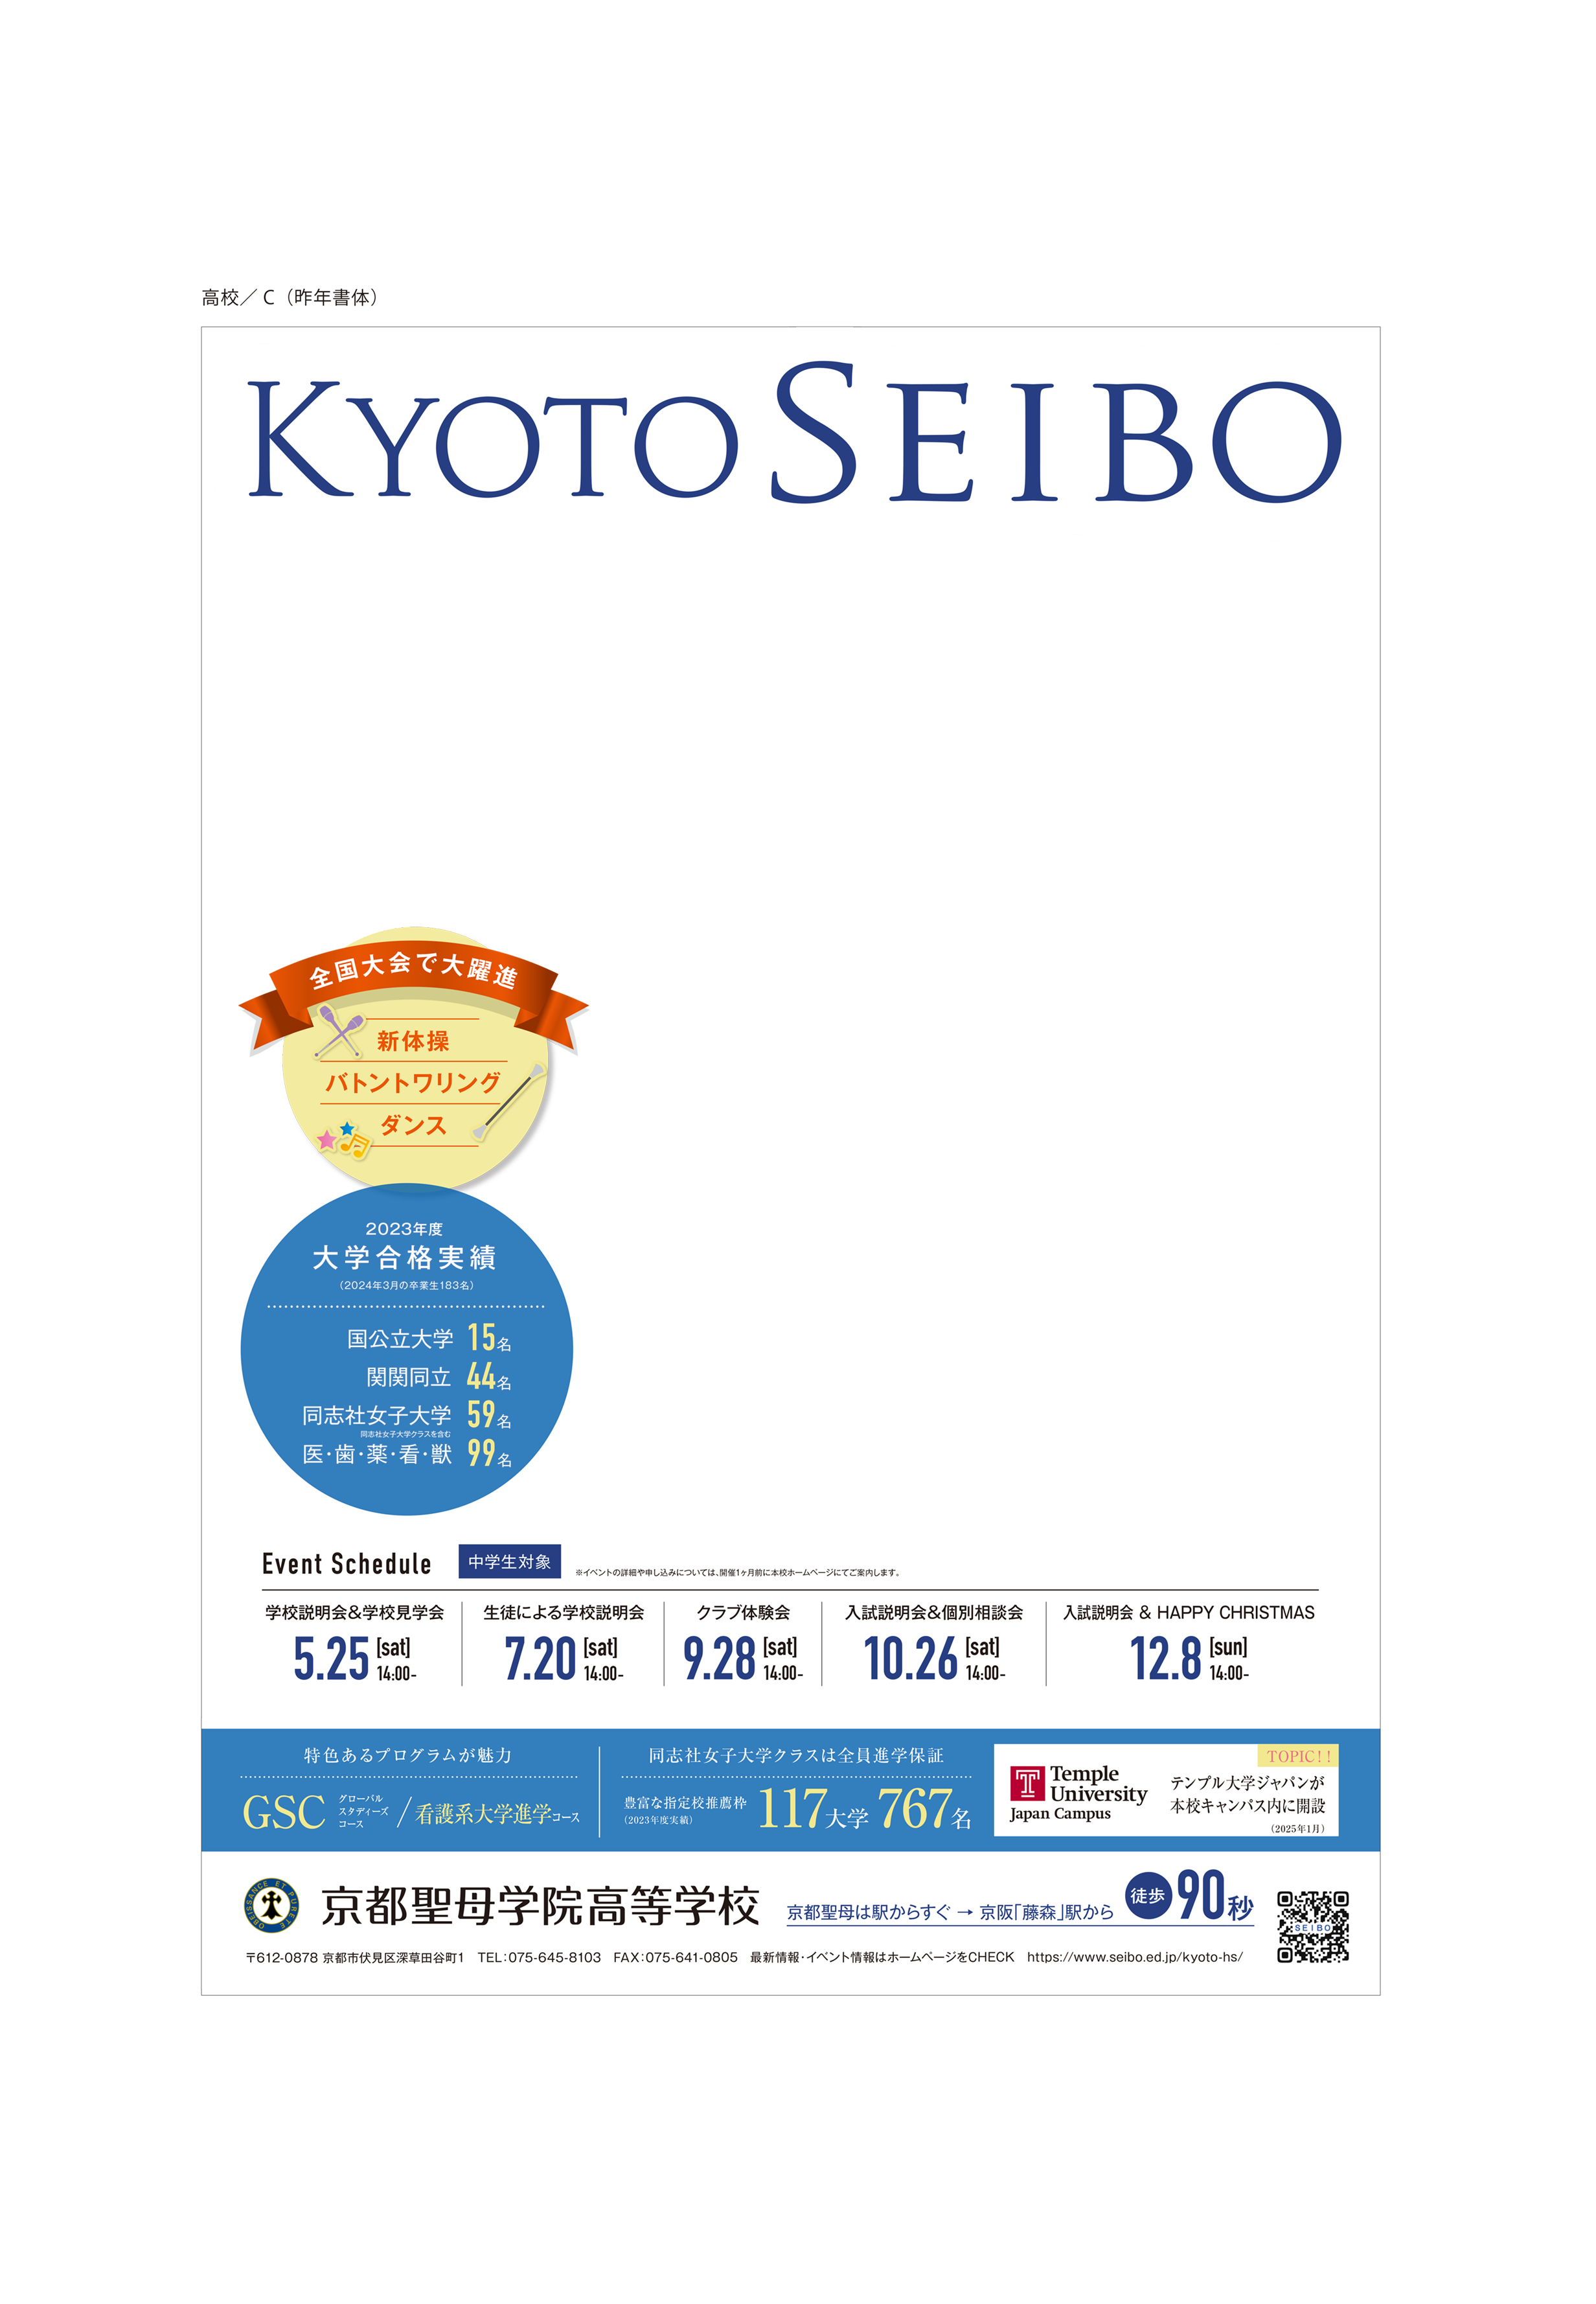 高校／C（昨年書体）
KYOTO SEIBO
全国大会で大躍進
新体操
バトントワリング
ダンス
2023年度
大学合格実績
（2024年3月の卒業生183名）
国公立大学 15名
関関同立 44名
同志社女子大学 59名
同志社女子大学クラスを含む
医・歯・薬・看・獣 99名
Event Schedule 中学生対象 ※イベントの詳細や申し込みについては、開催1ヶ月前に本校ホームページにてご案内します。
学校説明会&学校見学会
5.25 [sat] 14:00-
生徒による学校説明会
7.20 [sat] 14:00-
クラブ体験会
9.28 [sat] 14:00-
入試説明会&個別相談会
10.26 [sat] 14:00-
入試説明会 & HAPPY CHRISTMAS
12.8 [sun] 14:00-
特色あるプログラムが魅力
GSC グローバルスタディーズコース／看護系大学進学コース
同志社女子大学クラスは全員進学保証
豊富な指定校推薦枠 117大学 767名
（2023年度実績）
TOPIC！！
Temple
University
Japan Campus
テンプル大学ジャパンが
本校キャンパス内に開設
（2025年1月）
OBEISSANCE ET PURETE
京都聖母学院高等学校
京都聖母は駅からすぐ → 京阪「藤森」駅から 徒歩 90秒
SEIBO
〒612-0878 京都市伏見区深草田谷町1 TEL：075-645-8103 FAX：075-641-0805 最新情報・イベント情報はホームページをCHECK https://www.seibo.ed.jp/kyoto-hs/